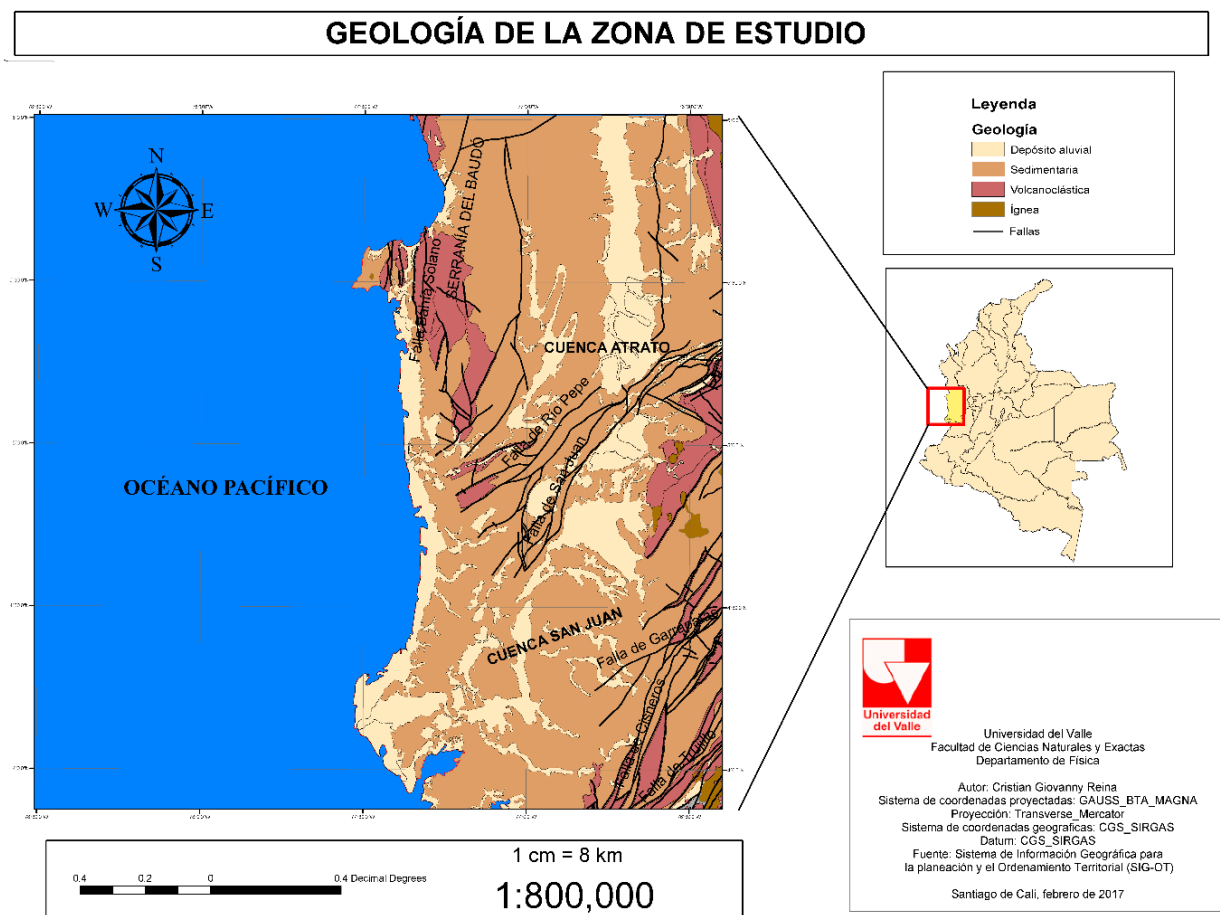 GEOLOGÍA DE LA ZONA DE ESTUDIO
N
W
E
S
SERRANÍA DEL BAUDÓ
Falla Bahía Solano
CUENCA ATRATO
Falla de Río Pepe
Falla de San Juan
OCÉANO PACÍFICO
CUENCA SAN JUAN
Falla de Garrapatas
Falla de Cisneros
Falla de Trujillo
Leyenda
Geología
Depósito aluvial
Sedimentaria
Volcanoclástica
Ígnea
Fallas
Universidad
del Valle
Universidad del Valle
Facultad de Ciencias Naturales y Exactas
Departamento de Física
Autor: Cristian Giovanny Reina
Sistema de coordenadas proyectadas: GAUSS_BTA_MAGNA
Proyección: Transverse_Mercator
Sistema de coordenadas geograficas: CGS_SIRGAS
Datum: CGS_SIRGAS
Fuente: Sistema de Información Geográfica para
la planeación y el Ordenamiento Territorial (SIG-OT)
Santiago de Cali, febrero de 2017
1 cm = 8 km
0.4 0.2 0 0.4 Decimal Degrees
1:800,000